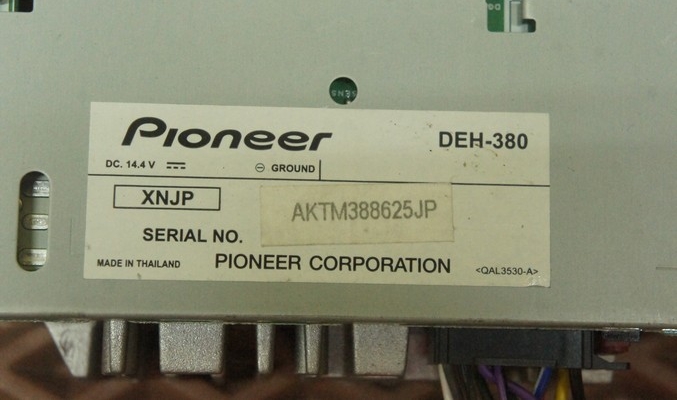 Pioneer
DEH-380
DC. 14.4 V ⎓ ⊖ GROUND
XNJP
AKTM388625JP
SERIAL NO.
MADE IN THAILAND PIONEER CORPORATION <QAL3530-A>